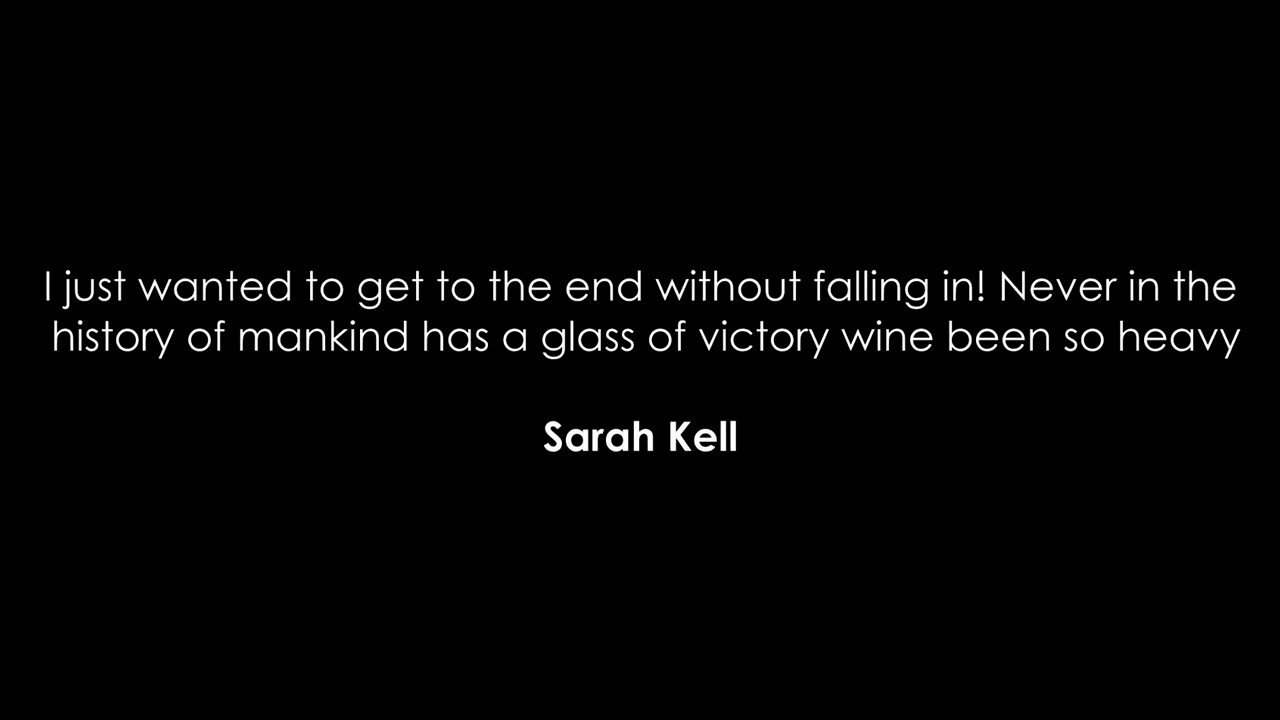 I just wanted to get to the end without falling in! Never in the
history of mankind has a glass of victory wine been so heavy
Sarah Kell